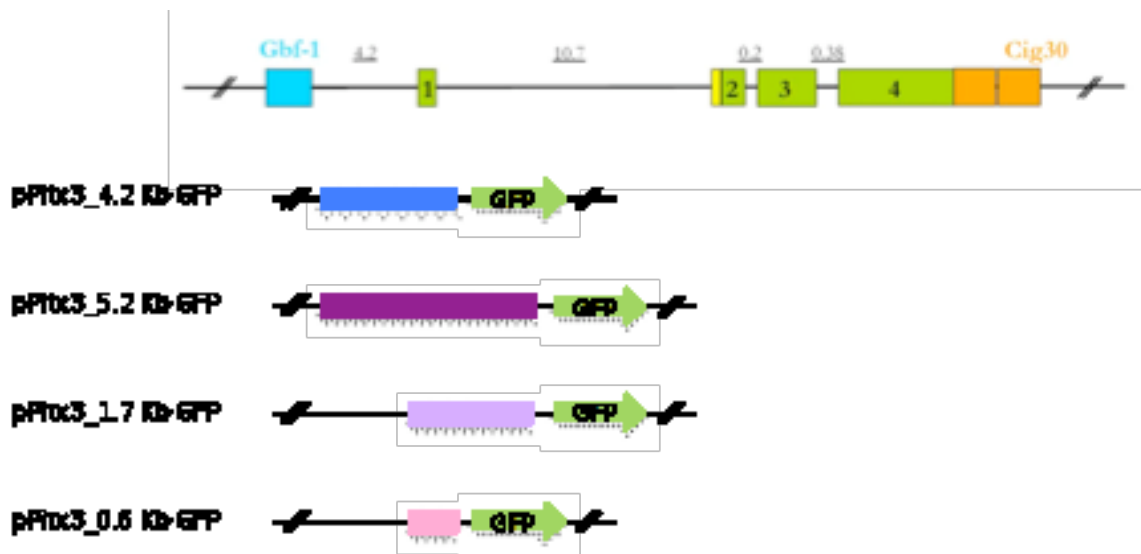 Gbf-1 4.2 10.7 0.2 0.38 Cig30
1 2 3 4
pPitx3_4.2 Kb GFP GFP
pPitx3_5.2 Kb GFP GFP
pPitx3_1.7 Kb GFP GFP
pPitx3_0.6 Kb GFP GFP